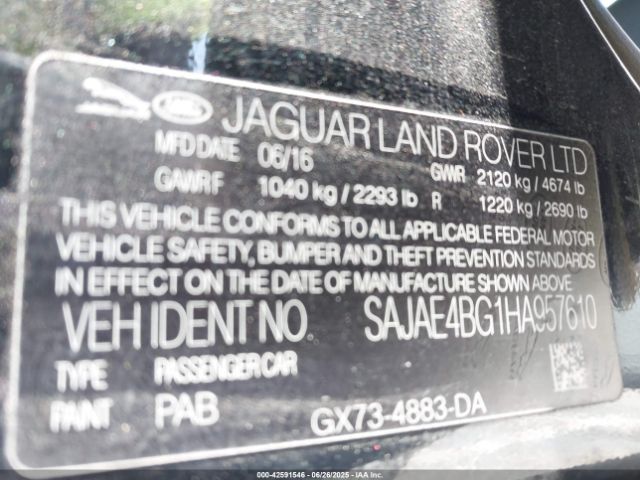 JAGUAR LAND ROVER LTD
MFD DATE 06/16 GWR 2120 kg / 4674 lb
GAWR F 1040 kg / 2293 lb R 1220 kg / 2690 lb
THIS VEHICLE CONFORMS TO ALL APPLICABLE FEDERAL MOTOR
VEHICLE SAFETY, BUMPER AND THEFT PREVENTION STANDARDS
IN EFFECT ON THE DATE OF MANUFACTURE SHOWN ABOVE.
VEH IDENT NO SAJAE4BG1HA957610
TYPE PASSENGER CAR
PAINT PAB GX73-4883-DA
© 000-42591546 - 06/26/2025 - IAAI.COM